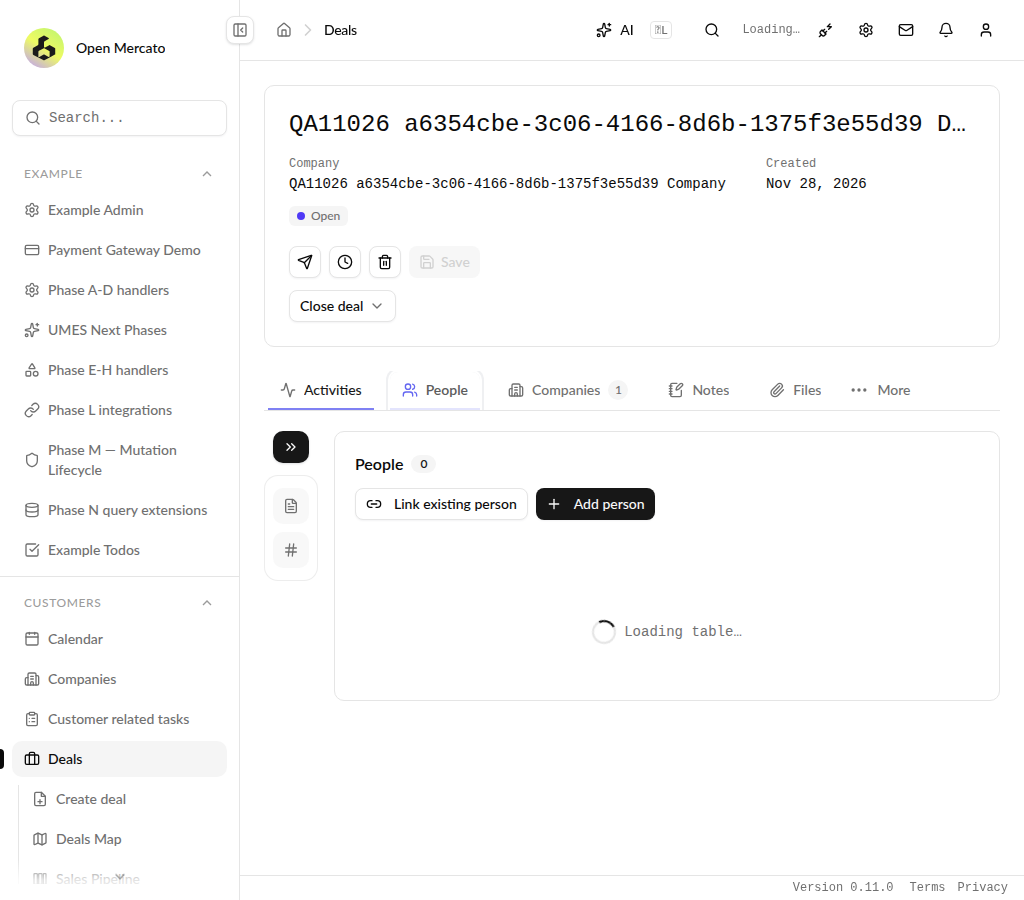 Open Mercato
Search...
EXAMPLE
Example Admin
Payment Gateway Demo
Phase A-D handlers
UMES Next Phases
Phase E-H handlers
Phase L integrations
Phase M — Mutation
Lifecycle
Phase N query extensions
Example Todos
CUSTOMERS
Calendar
Companies
Customer related tasks
Deals
Create deal
Deals Map
Sales Pipeline
Deals
AI
Loading…
QA11026 a6354cbe-3c06-4166-8d6b-1375f3e55d39 D…
Company
Created
QA11026 a6354cbe-3c06-4166-8d6b-1375f3e55d39 Company
Nov 28, 2026
Open
Save
Close deal
Activities
People
Companies 1
Notes
Files
More
People 0
Link existing person
Add person
Loading table…
Version 0.11.0
Terms
Privacy